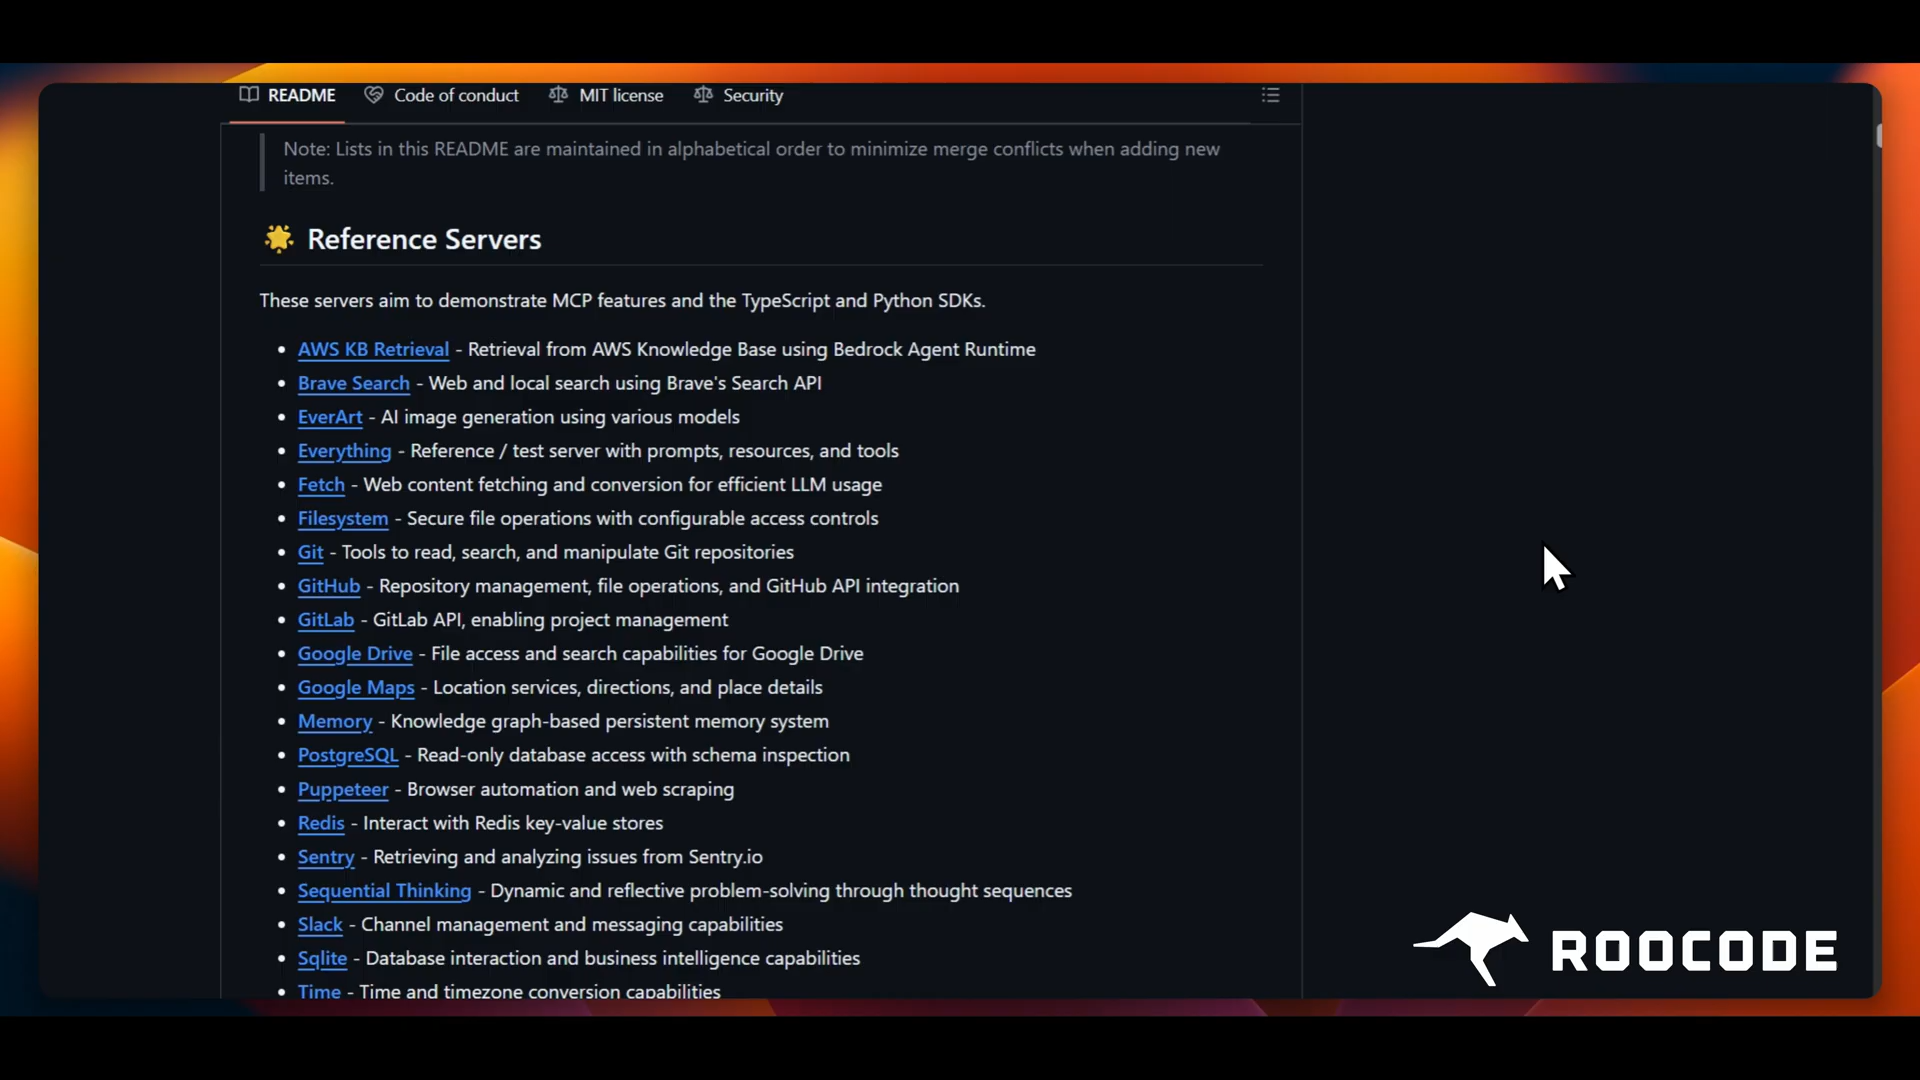 README Code of conduct MIT license Security
Note: Lists in this README are maintained in alphabetical order to minimize merge conflicts when adding new
items.
Reference Servers
These servers aim to demonstrate MCP features and the TypeScript and Python SDKs.
AWS KB Retrieval - Retrieval from AWS Knowledge Base using Bedrock Agent Runtime
Brave Search - Web and local search using Brave's Search API
EverArt - AI image generation using various models
Everything - Reference / test server with prompts, resources, and tools
Fetch - Web content fetching and conversion for efficient LLM usage
Filesystem - Secure file operations with configurable access controls
Git - Tools to read, search, and manipulate Git repositories
GitHub - Repository management, file operations, and GitHub API integration
GitLab - GitLab API, enabling project management
Google Drive - File access and search capabilities for Google Drive
Google Maps - Location services, directions, and place details
Memory - Knowledge graph-based persistent memory system
PostgreSQL - Read-only database access with schema inspection
Puppeteer - Browser automation and web scraping
Redis - Interact with Redis key-value stores
Sentry - Retrieving and analyzing issues from Sentry.io
Sequential Thinking - Dynamic and reflective problem-solving through thought sequences
Slack - Channel management and messaging capabilities
Sqlite - Database interaction and business intelligence capabilities
Time - Time and timezone conversion capabilities
ROOCODE